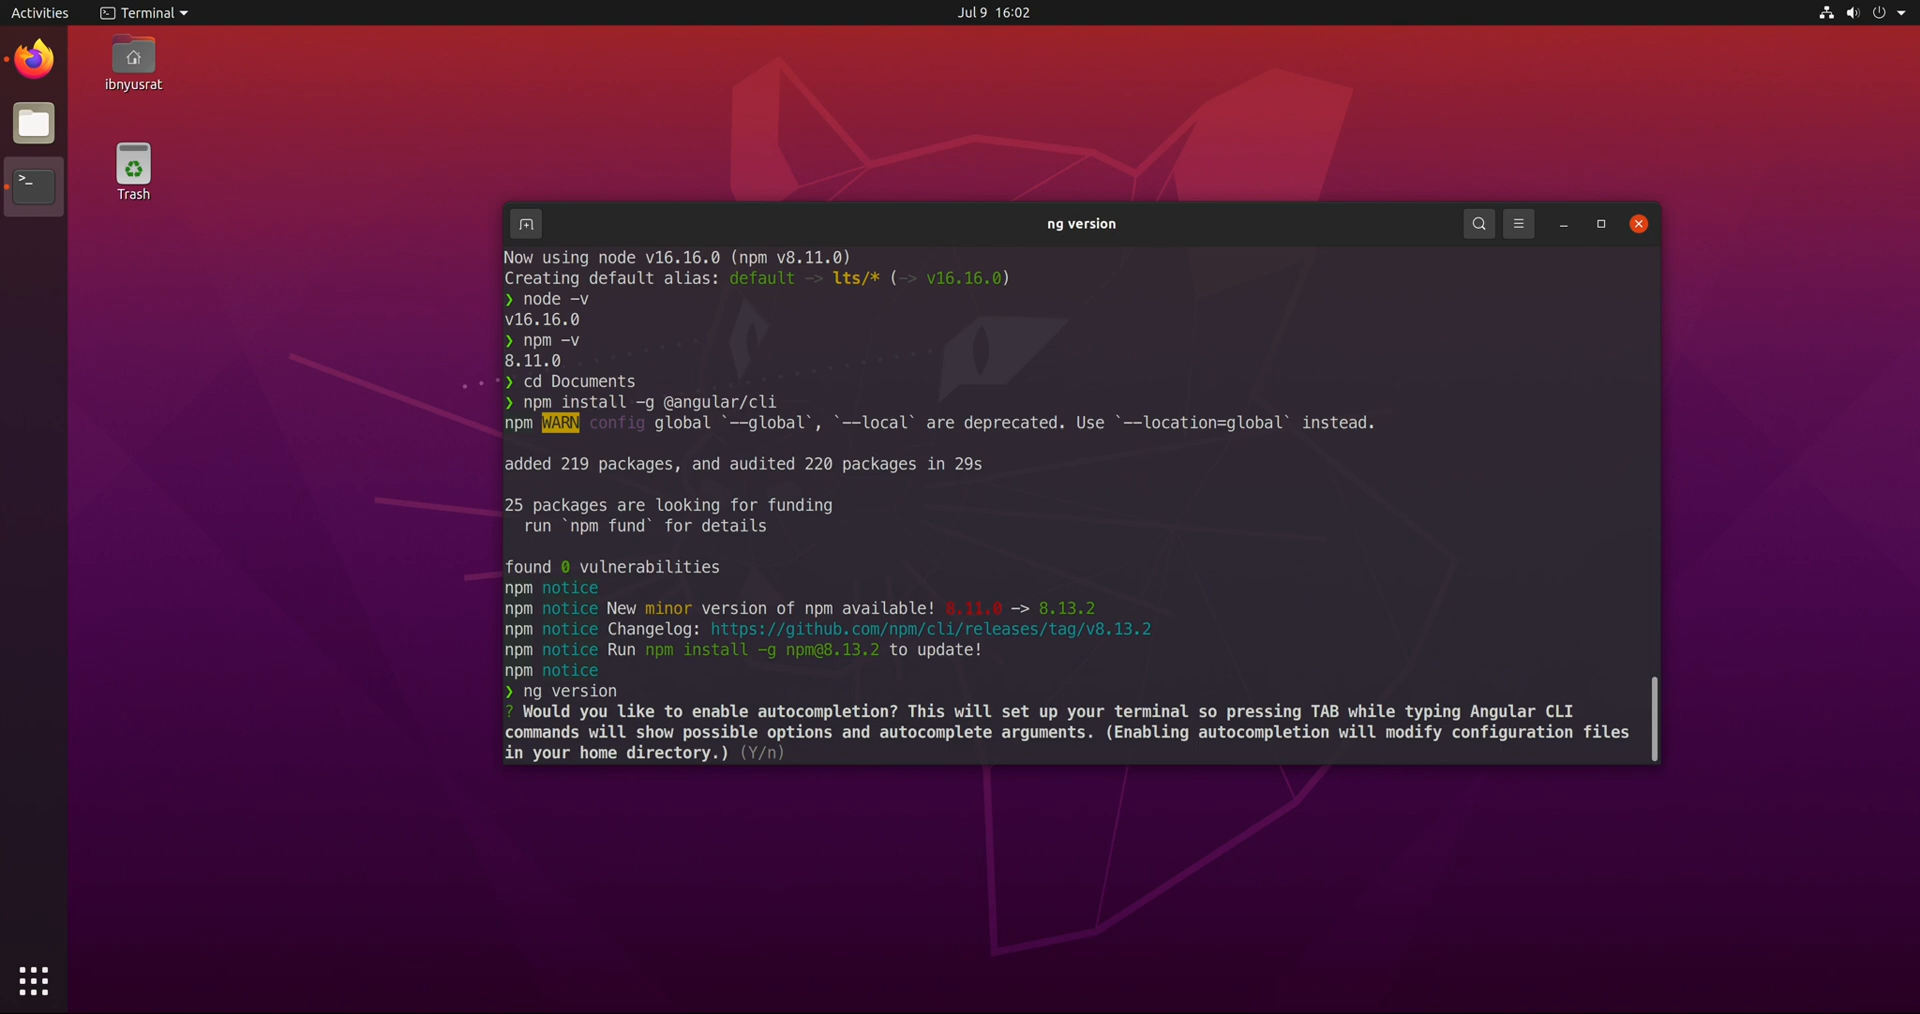 Activities
Terminal
Jul 9 16:02
ibnyusrat
Trash
ng version
Now using node v16.16.0 (npm v8.11.0)
Creating default alias: default -> lts/* (-> v16.16.0)
❯ node -v
v16.16.0
❯ npm -v
8.11.0
❯ cd Documents
❯ npm install -g @angular/cli
npm WARN config global `--global`, `--local` are deprecated. Use `--location=global` instead.
added 219 packages, and audited 220 packages in 29s
25 packages are looking for funding
run `npm fund` for details
found 0 vulnerabilities
npm notice
npm notice New minor version of npm available! 8.11.0 -> 8.13.2
npm notice Changelog: https://github.com/npm/cli/releases/tag/v8.13.2
npm notice Run npm install -g npm@8.13.2 to update!
npm notice
❯ ng version
? Would you like to enable autocompletion? This will set up your terminal so pressing TAB while typing Angular CLI
commands will show possible options and autocomplete arguments. (Enabling autocompletion will modify configuration files
in your home directory.) (Y/n)